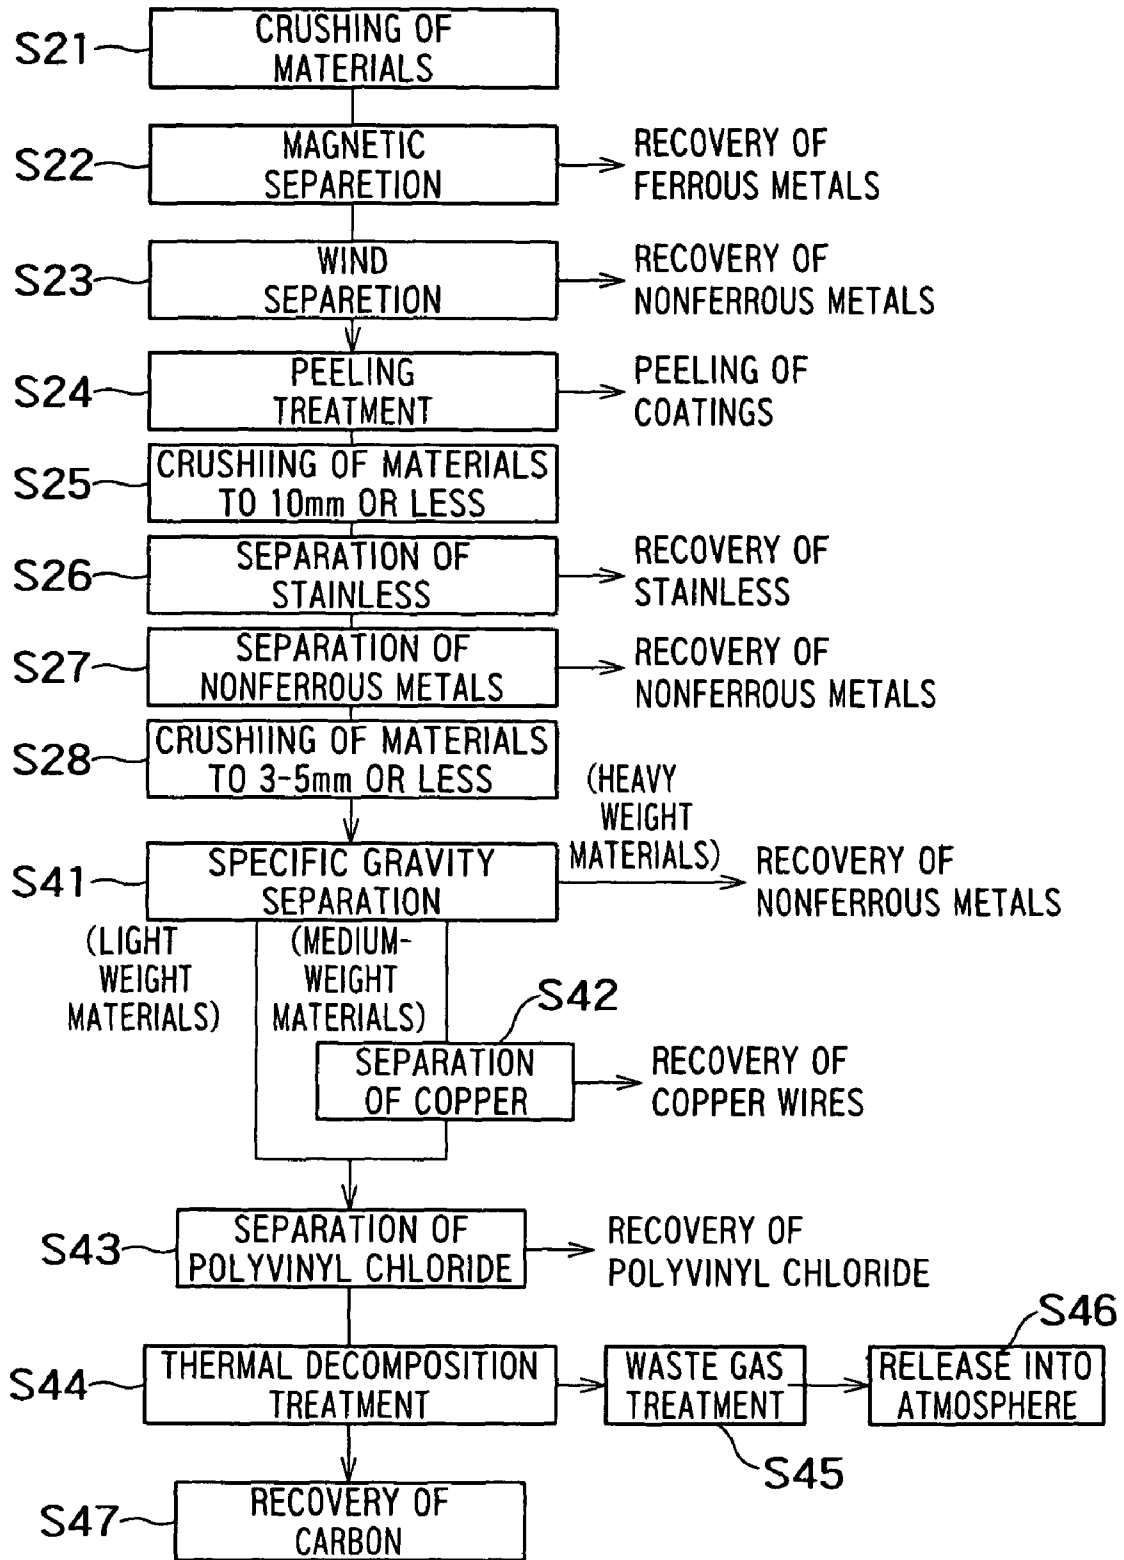 S21
CRUSHING OF
MATERIALS
S22
MAGNETIC
SEPARETION
RECOVERY OF
FERROUS METALS
S23
WIND
SEPARETION
RECOVERY OF
NONFERROUS METALS
S24
PEELING
TREATMENT
PEELING OF
COATINGS
S25
CRUSHIING OF MATERIALS
TO 10mm OR LESS
S26
SEPARATION OF
STAINLESS
RECOVERY OF
STAINLESS
S27
SEPARATION OF
NONFERROUS METALS
RECOVERY OF
NONFERROUS METALS
S28
CRUSHIING OF MATERIALS
TO 3-5mm OR LESS
S41
SPECIFIC GRAVITY
SEPARATION
(HEAVY
WEIGHT
MATERIALS)
RECOVERY OF
NONFERROUS METALS
(LIGHT
WEIGHT
MATERIALS)
(MEDIUM-
WEIGHT
MATERIALS)
S42
SEPARATION
OF COPPER
RECOVERY OF
COPPER WIRES
S43
SEPARATION OF
POLYVINYL CHLORIDE
RECOVERY OF
POLYVINYL CHLORIDE
S44
THERMAL DECOMPOSITION
TREATMENT
WASTE GAS
TREATMENT
S45
S46
RELEASE INTO
ATMOSPHERE
S47
RECOVERY OF
CARBON